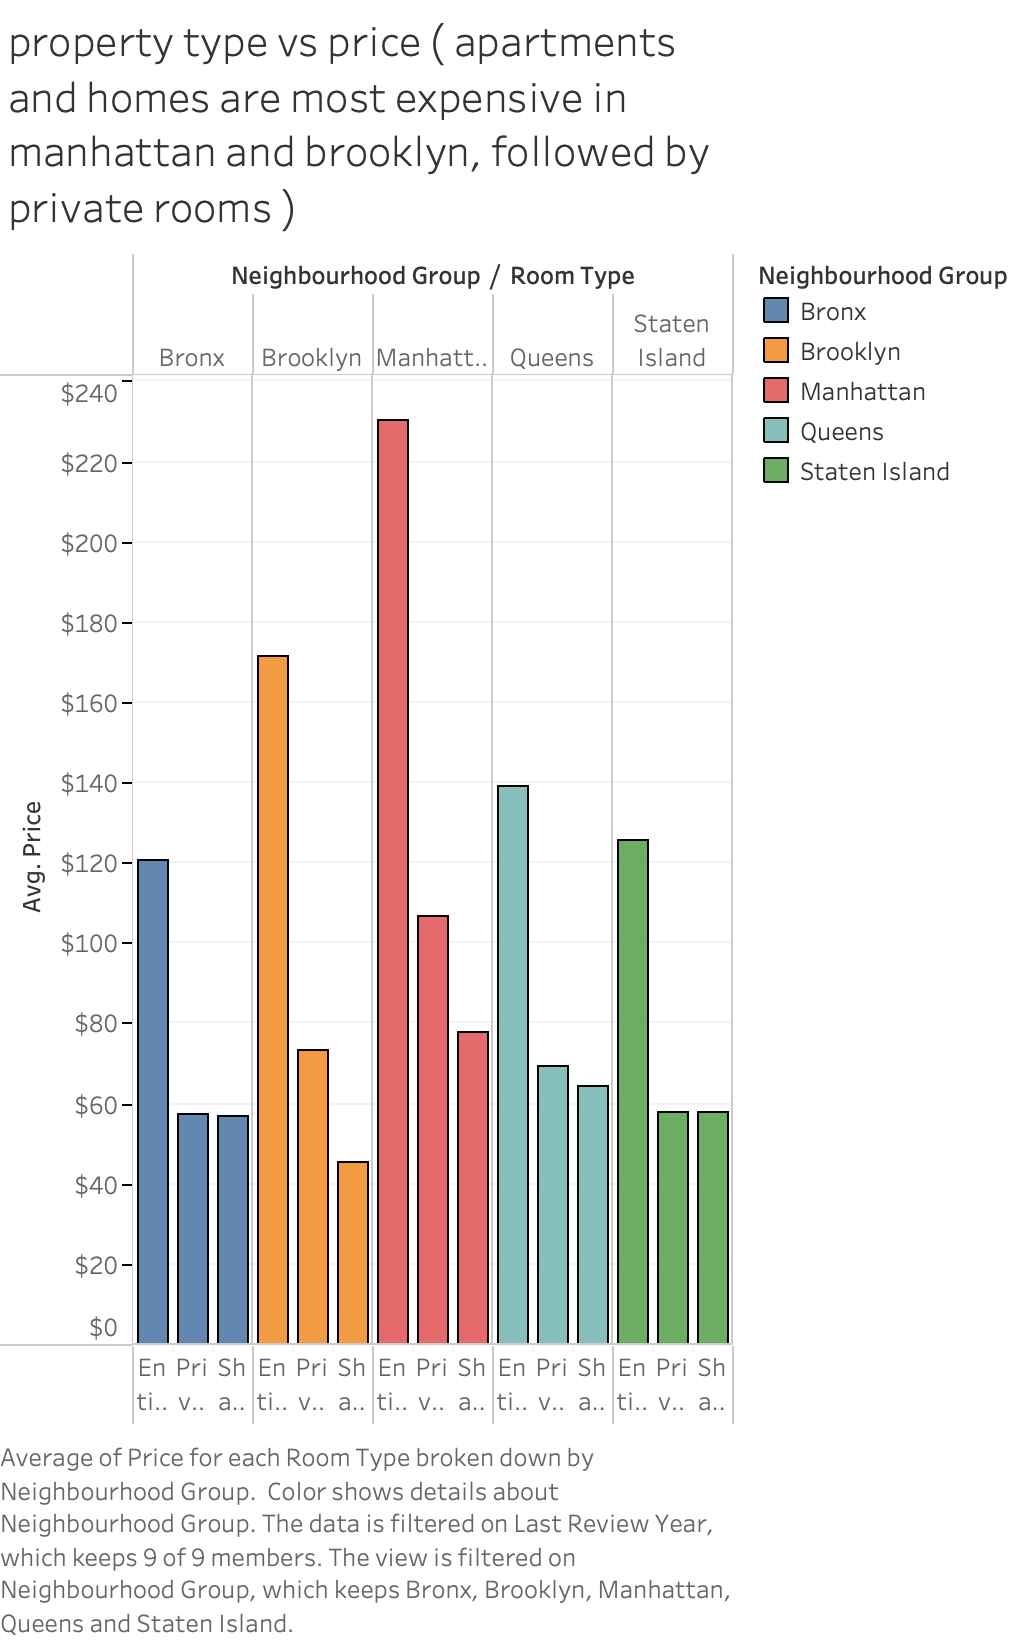 property type vs price ( apartments
and homes are most expensive in
manhattan and brooklyn, followed by
private rooms )
Neighbourhood Group / Room Type
Neighbourhood Group
Bronx
Brooklyn
Manhattan
Queens
Staten Island
Bronx Brooklyn Manhatt.. Queens Staten
Island
$240
$220
$200
$180
$160
$140
$120
$100
$80
$60
$40
$20
$0
Avg. Price
En Pri Sh En Pri Sh En Pri Sh En Pri Sh En Pri Sh
ti.. v.. a.. ti.. v.. a.. ti.. v.. a.. ti.. v.. a.. ti.. v.. a..
Average of Price for each Room Type broken down by
Neighbourhood Group.  Color shows details about
Neighbourhood Group. The data is filtered on Last Review Year,
which keeps 9 of 9 members. The view is filtered on
Neighbourhood Group, which keeps Bronx, Brooklyn, Manhattan,
Queens and Staten Island.